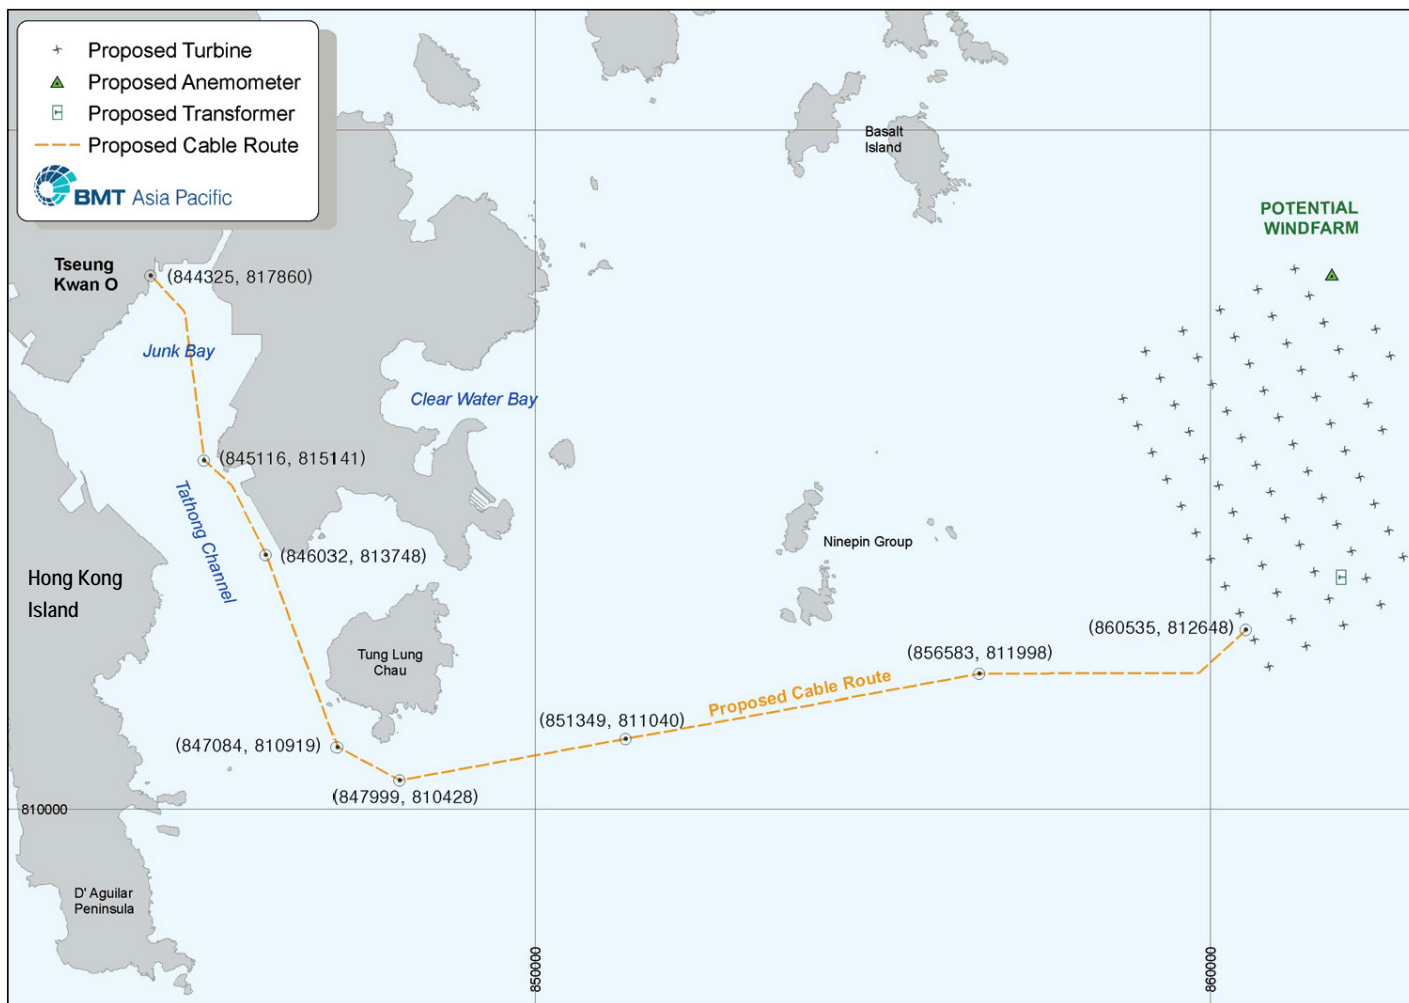 Proposed Turbine
Proposed Anemometer
Proposed Transformer
Proposed Cable Route
BMT Asia Pacific
Basalt
Island
POTENTIAL
WINDFARM
Tseung
Kwan O
(844325, 817860)
Junk Bay
Clear Water Bay
(845116, 815141)
Tathong Channel
Ninepin Group
(846032, 813748)
Hong Kong
Island
(860535, 812648)
Tung Lung
Chau
(856583, 811998)
Proposed Cable Route
(851349, 811040)
(847084, 810919)
(847999, 810428)
810000
D' Aguilar
Peninsula
850000
860000